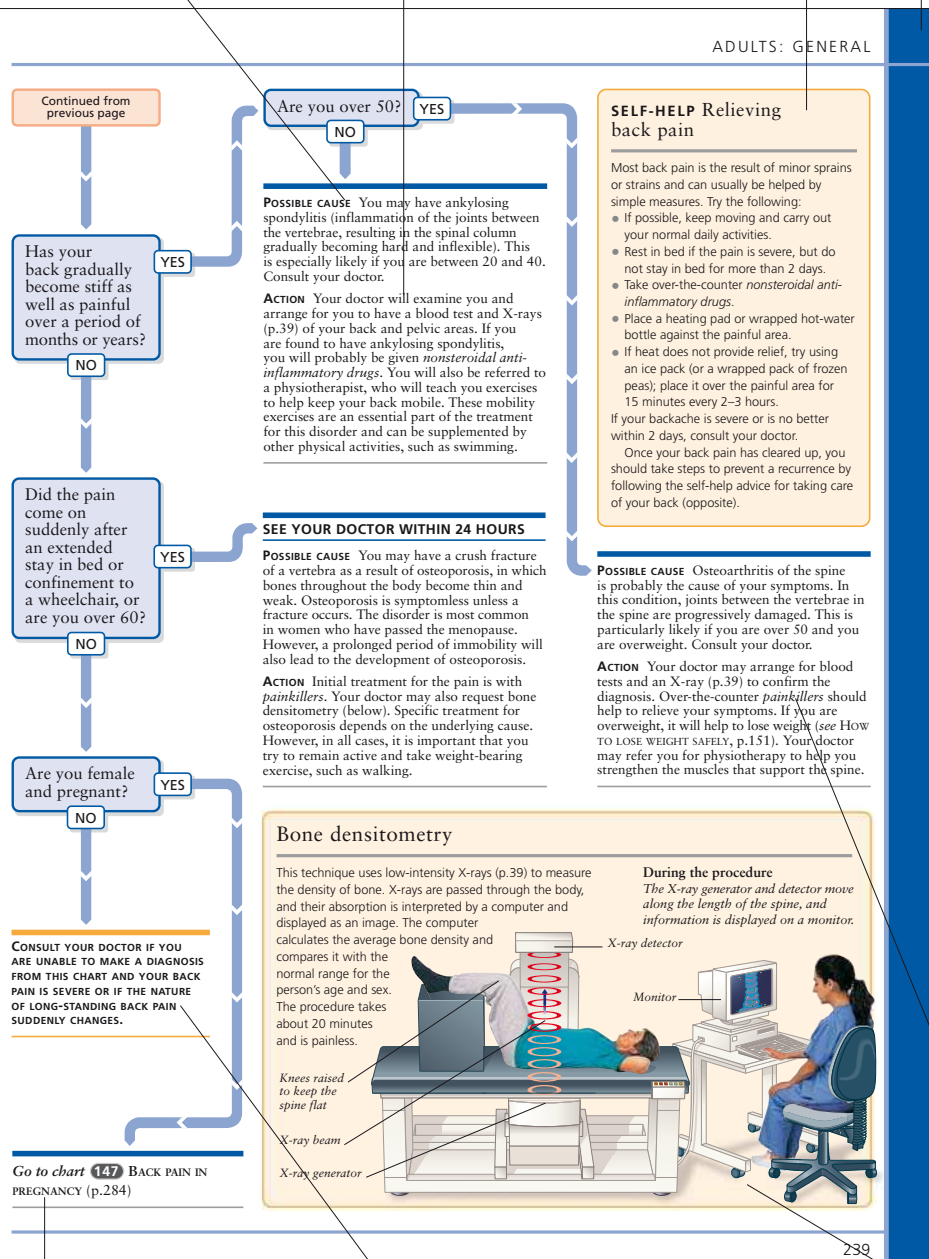 ADULTS: GENERAL
Continued from
previous page
Has your
back gradually
become stiff as
well as painful
over a period of
months or years?
YES
NO
Did the pain
come on
suddenly after
an extended
stay in bed or
confinement to
a wheelchair, or
are you over 60?
YES
NO
Are you female
and pregnant?
YES
NO
CONSULT YOUR DOCTOR IF YOU
ARE UNABLE TO MAKE A DIAGNOSIS
FROM THIS CHART AND YOUR BACK
PAIN IS SEVERE OR IF THE NATURE
OF LONG-STANDING BACK PAIN
SUDDENLY CHANGES.
Go to chart 147 BACK PAIN IN
PREGNANCY (p.284)
Are you over 50?
YES
NO
POSSIBLE CAUSE You may have ankylosing
spondylitis (inflammation of the joints between
the vertebrae, resulting in the spinal column
gradually becoming hard and inflexible). This
is especially likely if you are between 20 and 40.
Consult your doctor.
ACTION Your doctor will examine you and
arrange for you to have a blood test and X-rays
(p.39) of your back and pelvic areas. If you
are found to have ankylosing spondylitis,
you will probably be given nonsteroidal anti-
inflammatory drugs. You will also be referred to
a physiotherapist, who will teach you exercises
to help keep your back mobile. These mobility
exercises are an essential part of the treatment
for this disorder and can be supplemented by
other physical activities, such as swimming.
SEE YOUR DOCTOR WITHIN 24 HOURS
POSSIBLE CAUSE You may have a crush fracture
of a vertebra as a result of osteoporosis, in which
bones throughout the body become thin and
weak. Osteoporosis is symptomless unless a
fracture occurs. The disorder is most common
in women who have passed the menopause.
However, a prolonged period of immobility will
also lead to the development of osteoporosis.
ACTION Initial treatment for the pain is with
painkillers. Your doctor may also request bone
densitometry (below). Specific treatment for
osteoporosis depends on the underlying cause.
However, in all cases, it is important that you
try to remain active and take weight-bearing
exercise, such as walking.
SELF-HELP Relieving
back pain
Most back pain is the result of minor sprains
or strains and can usually be helped by
simple measures. Try the following:
• If possible, keep moving and carry out
your normal daily activities.
• Rest in bed if the pain is severe, but do
not stay in bed for more than 2 days.
• Take over-the-counter nonsteroidal anti-
inflammatory drugs.
• Place a heating pad or wrapped hot-water
bottle against the painful area.
• If heat does not provide relief, try using
an ice pack (or a wrapped pack of frozen
peas); place it over the painful area for
15 minutes every 2–3 hours.
If your backache is severe or is no better
within 2 days, consult your doctor.
Once your back pain has cleared up, you
should take steps to prevent a recurrence by
following the self-help advice for taking care
of your back (opposite).
POSSIBLE CAUSE Osteoarthritis of the spine
is probably the cause of your symptoms. In
this condition, joints between the vertebrae in
the spine are progressively damaged. This is
particularly likely if you are over 50 and you
are overweight. Consult your doctor.
ACTION Your doctor may arrange for blood
tests and an X-ray (p.39) to confirm the
diagnosis. Over-the-counter painkillers should
help to relieve your symptoms. If you are
overweight, it will help to lose weight (see HOW
TO LOSE WEIGHT SAFELY, p.151). Your doctor
may refer you for physiotherapy to help you
strengthen the muscles that support the spine.
Bone densitometry
This technique uses low-intensity X-rays (p.39) to measure
the density of bone. X-rays are passed through the body,
and their absorption is interpreted by a computer and
displayed as an image. The computer
calculates the average bone density and
compares it with the
normal range for the
person's age and sex.
The procedure takes
about 20 minutes
and is painless.
During the procedure
The X-ray generator and detector move
along the length of the spine, and
information is displayed on a monitor.
X-ray detector
Monitor
Knees raised
to keep the
spine flat
X-ray beam
X-ray generator
239